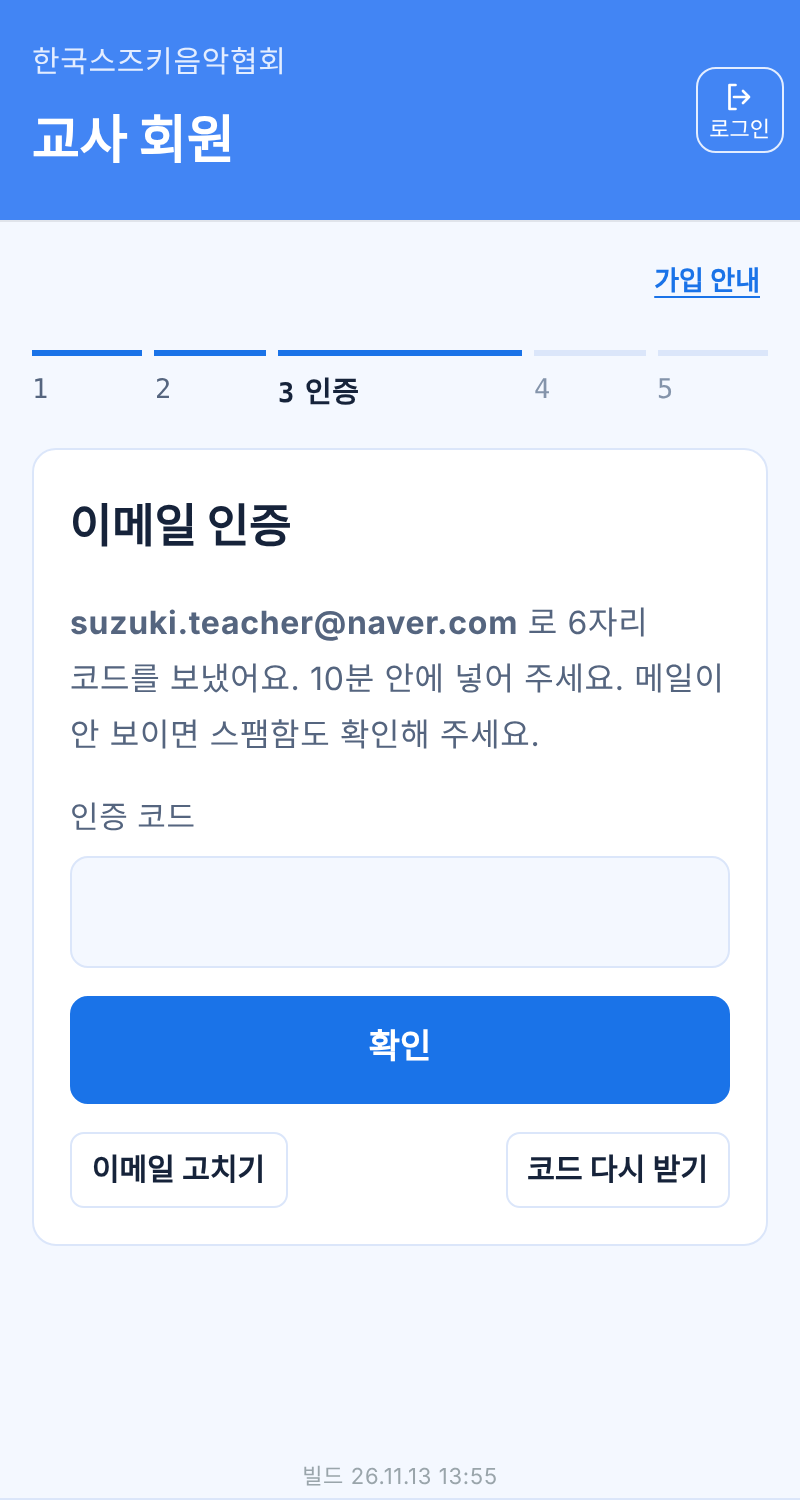 한국스즈키음악협회
교사 회원
로그인
가입 안내
1
2
3 인증
4
5
이메일 인증
suzuki.teacher@naver.com 로 6자리
코드를 보냈어요. 10분 안에 넣어 주세요. 메일이
안 보이면 스팸함도 확인해 주세요.
인증 코드
확인
이메일 고치기
코드 다시 받기
빌드 26.11.13 13:55